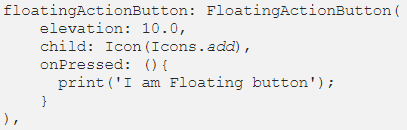 floatingActionButton: FloatingActionButton(
    elevation: 10.0,
    child: Icon(Icons.add),
    onPressed: (){
      print('I am Floating button');
    }
),